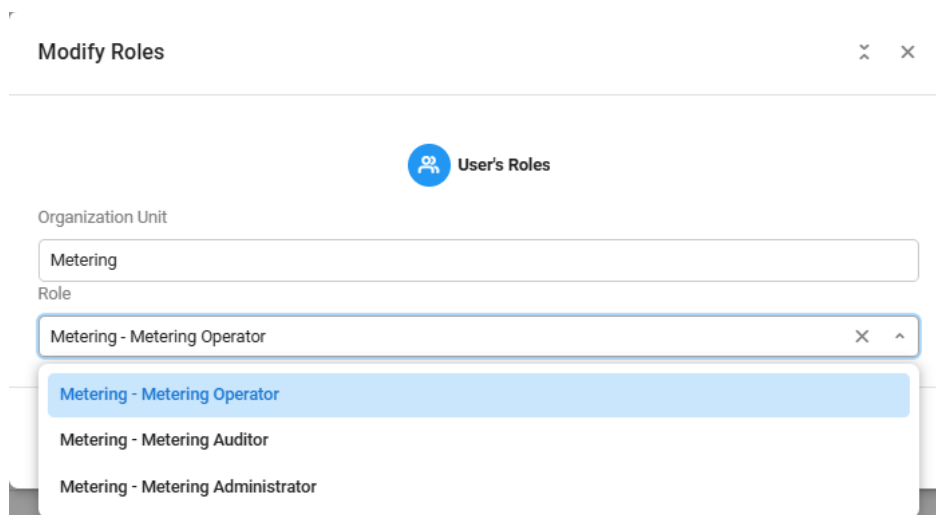 Modify Roles
User's Roles
Organization Unit
Metering
Role
Metering - Metering Operator
Metering - Metering Operator
Metering - Metering Auditor
Metering - Metering Administrator